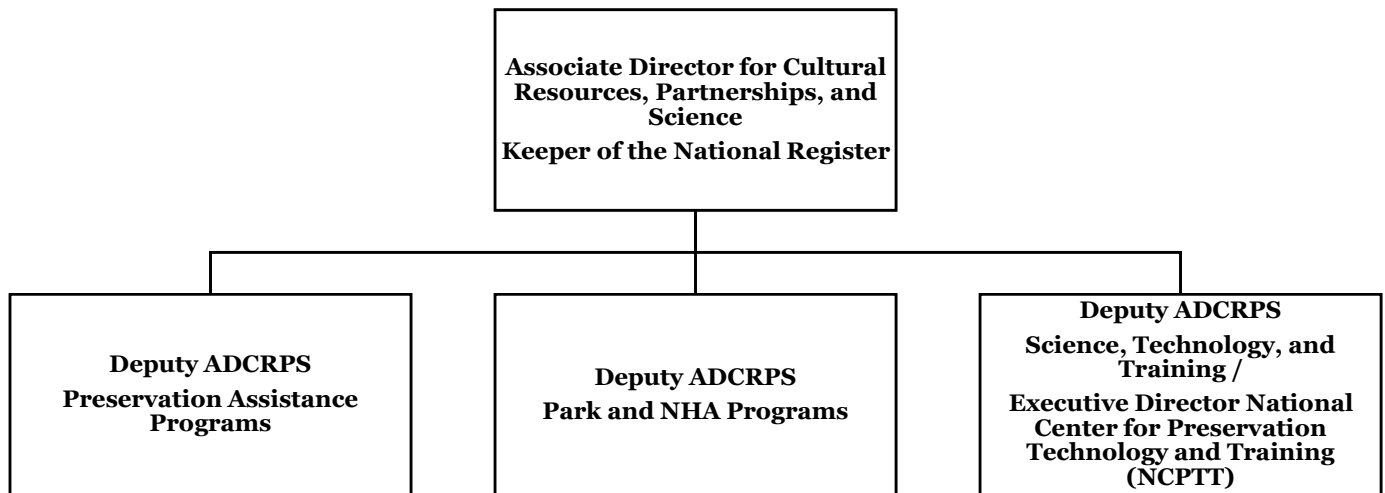 Associate Director for Cultural
Resources, Partnerships, and
Science
Keeper of the National Register
Deputy ADCRPS
Preservation Assistance
Programs
Deputy ADCRPS
Park and NHA Programs
Deputy ADCRPS
Science, Technology, and
Training /
Executive Director National
Center for Preservation
Technology and Training
(NCPTT)